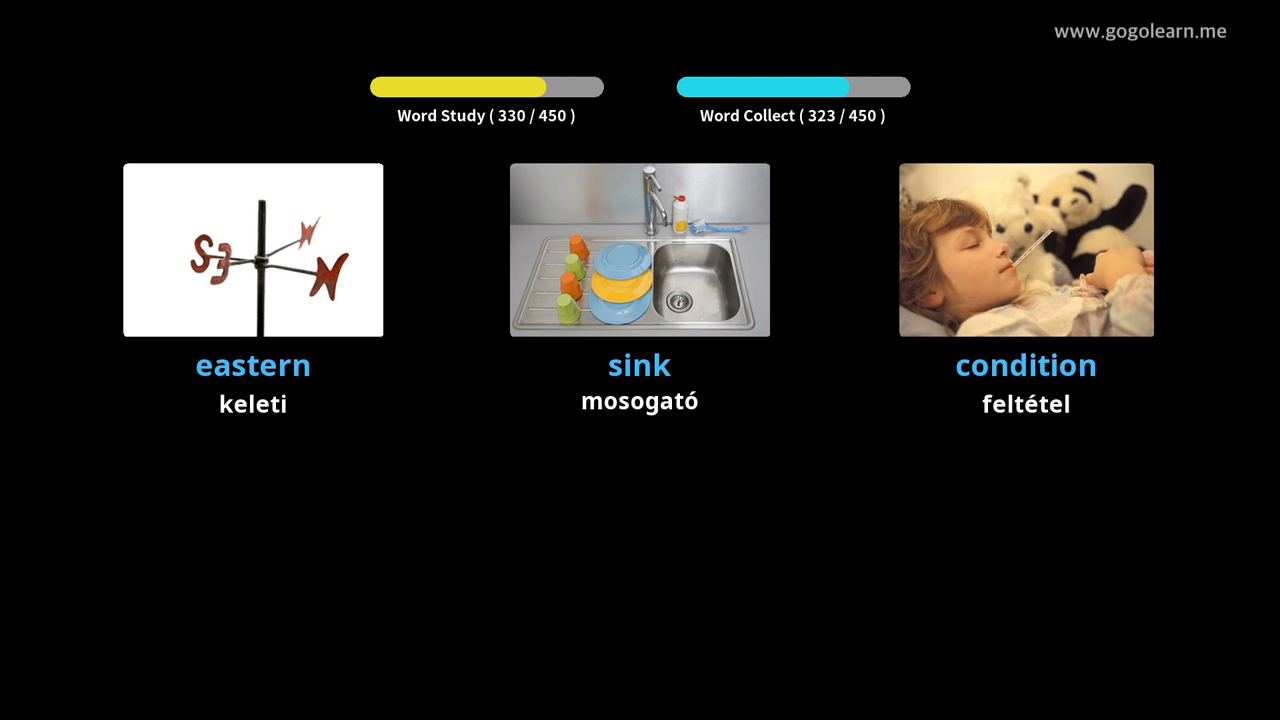 www.gogolearn.me
Word Study ( 330 / 450 )
Word Collect ( 323 / 450 )
eastern
keleti
sink
mosogató
condition
feltétel